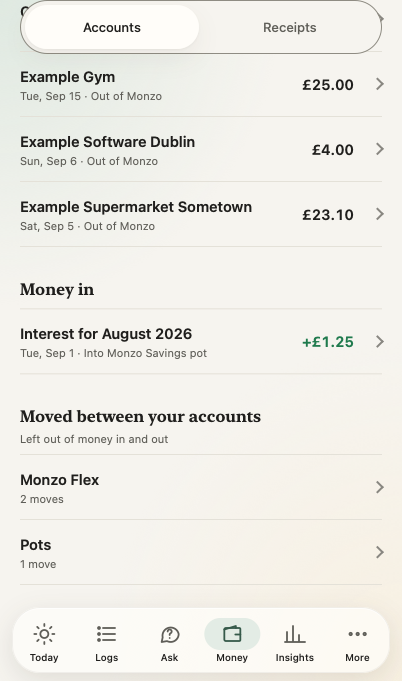 Accounts
Receipts
Example Gym
£25.00
Tue, Sep 15 · Out of Monzo
Example Software Dublin
£4.00
Sun, Sep 6 · Out of Monzo
Example Supermarket Sometown
£23.10
Sat, Sep 5 · Out of Monzo
Money in
Interest for August 2026
+£1.25
Tue, Sep 1 · Into Monzo Savings pot
Moved between your accounts
Left out of money in and out
Monzo Flex
2 moves
Pots
1 move
Today
Logs
Ask
Money
Insights
More